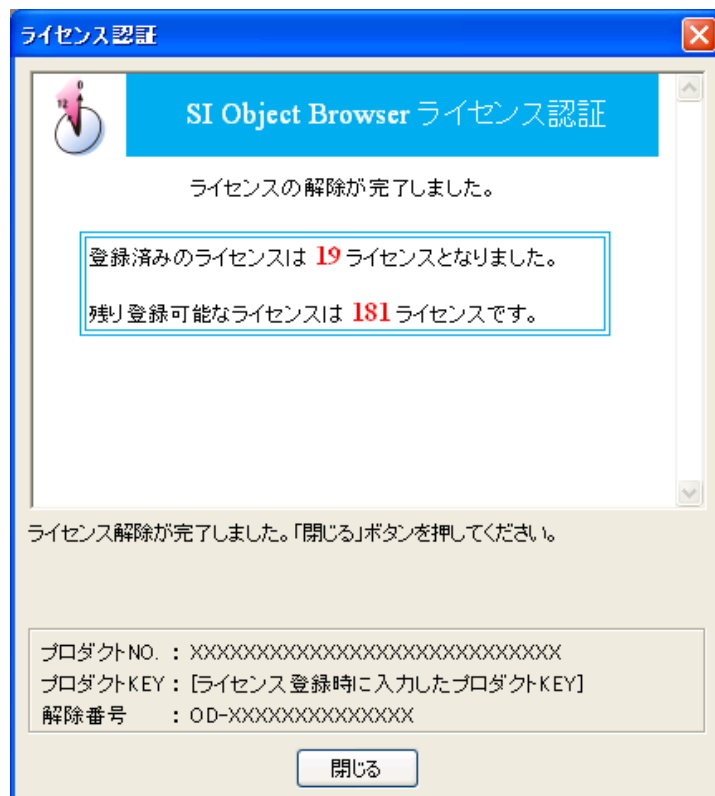 ライセンス認証
0
12
SI Object Browser ライセンス認証
ライセンスの解除が完了しました。
登録済みのライセンスは 19 ライセンスとなりました。
残り登録可能なライセンスは 181 ライセンスです。
ライセンス解除が完了しました。「閉じる」ボタンを押してください。
プロダクトNO. : XXXXXXXXXXXXXXXXXXXXXXXXXXXX
プロダクトKEY : [ライセンス登録時に入力したプロダクトKEY]
解除番号 : OD-XXXXXXXXXXXXXX
閉じる